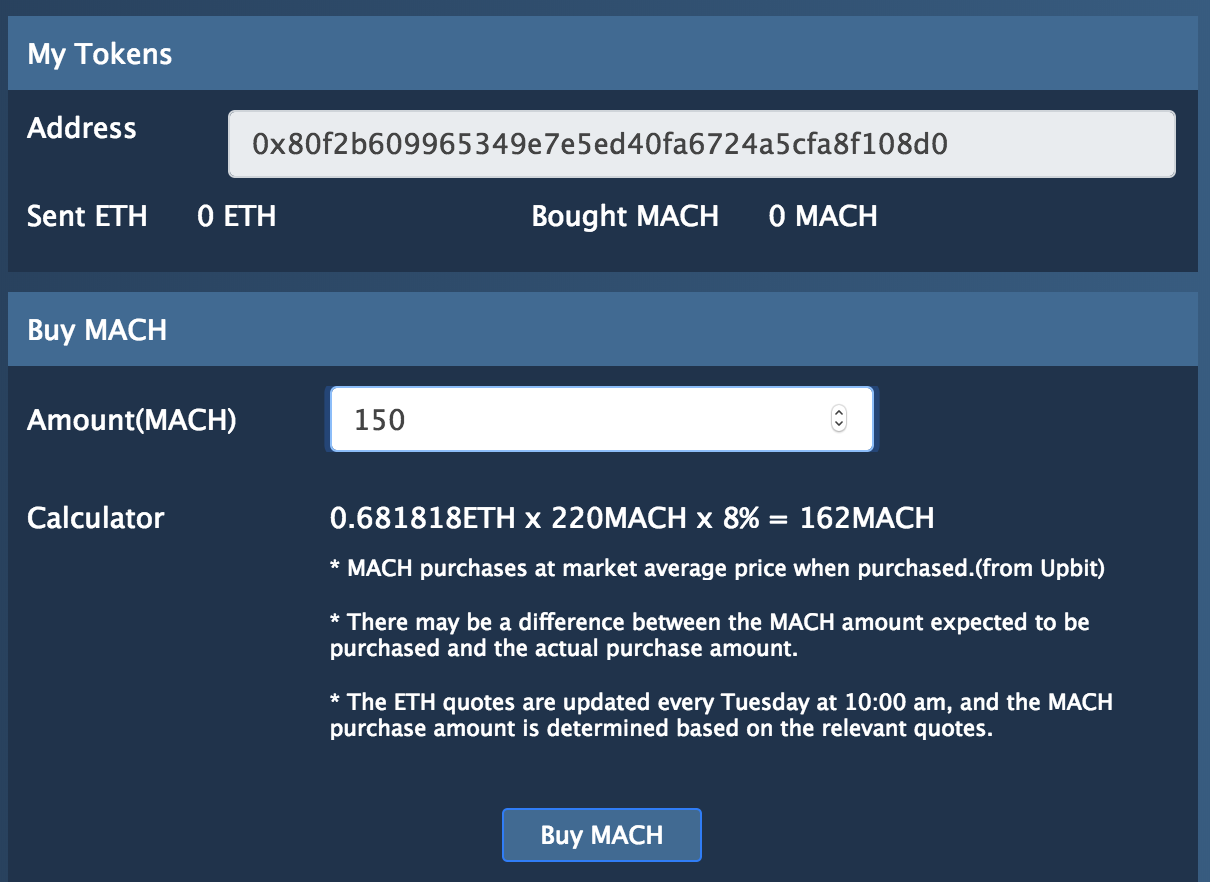 My Tokens
Address
0x80f2b609965349e7e5ed40fa6724a5cfa8f108d0
Sent ETH 0 ETH Bought MACH 0 MACH
Buy MACH
Amount(MACH) 150
Calculator 0.681818ETH x 220MACH x 8% = 162MACH
* MACH purchases at market average price when purchased.(from Upbit)
* There may be a difference between the MACH amount expected to be
purchased and the actual purchase amount.
* The ETH quotes are updated every Tuesday at 10:00 am, and the MACH
purchase amount is determined based on the relevant quotes.
Buy MACH